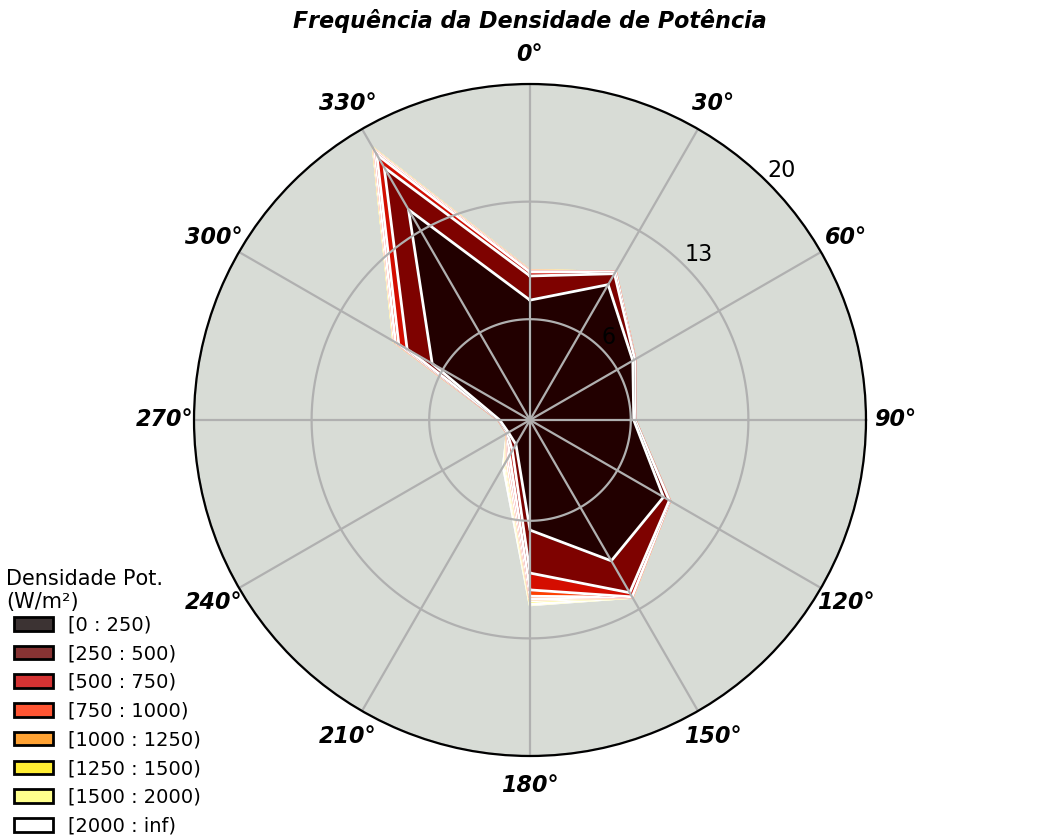 Frequência da Densidade de Potência
0°
330°
30°
20
300°
60°
13
6
270°
90°
240°
120°
210°
150°
180°
Densidade Pot.
(W/m²)
[0 : 250)
[250 : 500)
[500 : 750)
[750 : 1000)
[1000 : 1250)
[1250 : 1500)
[1500 : 2000)
[2000 : inf)